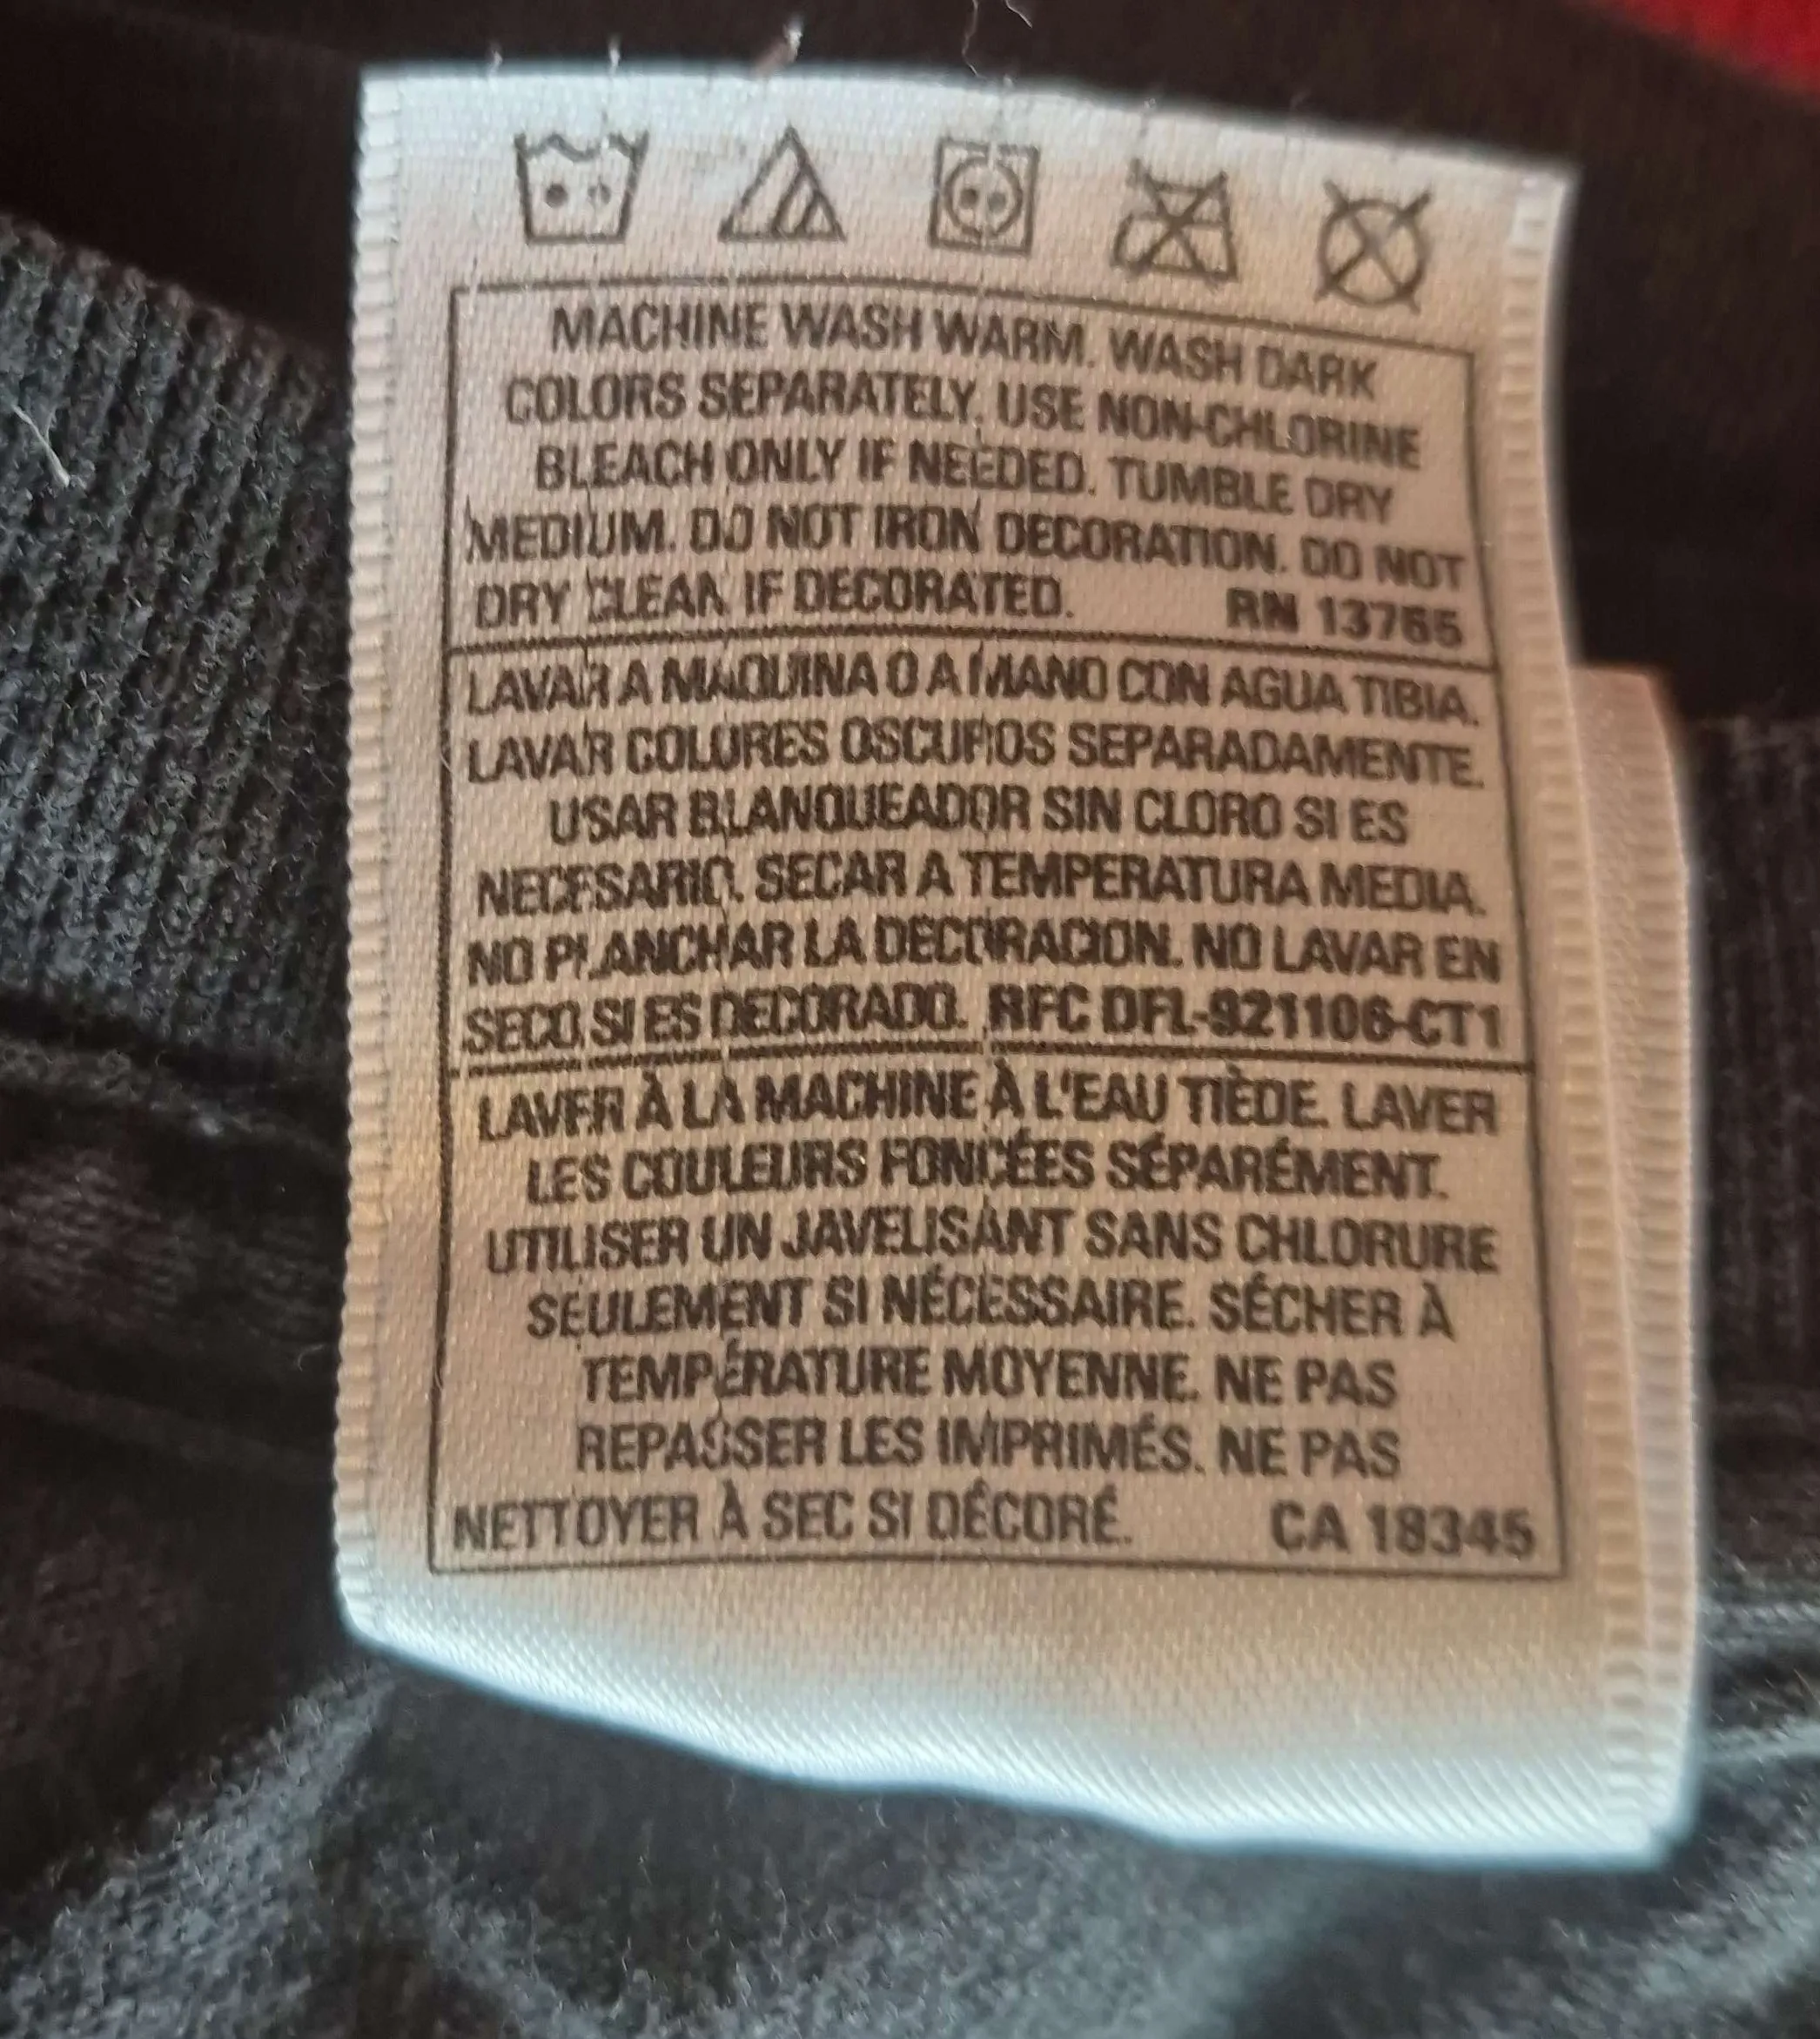 MACHINE WASH WARM. WASH DARK
COLORS SEPARATELY. USE NON-CHLORINE
BLEACH ONLY IF NEEDED. TUMBLE DRY
MEDIUM. DO NOT IRON DECORATION. DO NOT
DRY CLEAN IF DECORATED. RN 13765
LAVAR A MAQUINA O A MANO CON AGUA TIBIA.
LAVAR COLORES OSCUROS SEPARADAMENTE.
USAR BLANQUEADOR SIN CLORO SI ES
NECESARIO. SECAR A TEMPERATURA MEDIA.
NO PLANCHAR LA DECORACION. NO LAVAR EN
SECO SI ES DECORADO. RFC DFL-921106-CT1
LAVER À LA MACHINE À L'EAU TIÈDE. LAVER
LES COULEURS FONCÉES SÉPARÉMENT.
UTILISER UN JAVELISANT SANS CHLORURE
SEULEMENT SI NÉCESSAIRE. SÉCHER À
TEMPÉRATURE MOYENNE. NE PAS
REPASSER LES IMPRIMÉS. NE PAS
NETTOYER À SEC SI DÉCORÉ. CA 18345